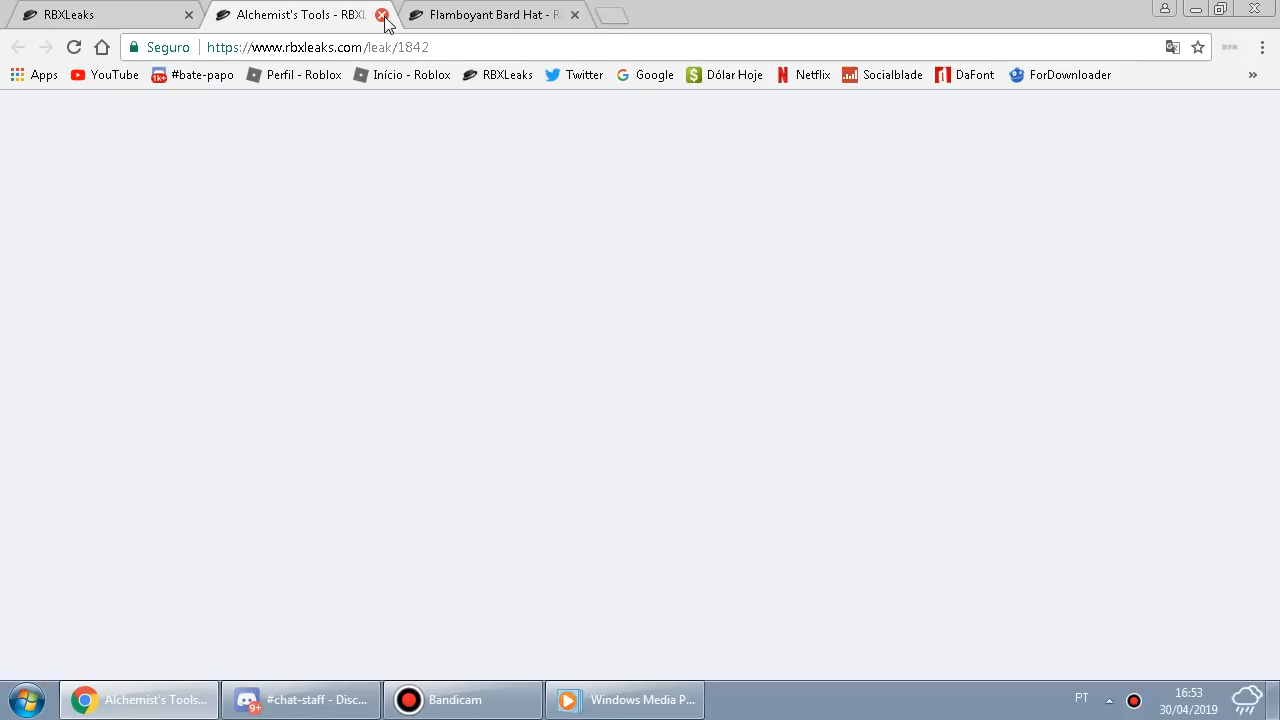 RBXLeaks
Alchemist's Tools - RBXL
Flamboyant Bard Hat - R
Seguro
https://www.rbxleaks.com/leak/1842
Apps
YouTube
1k+
#bate-papo
Perfil - Roblox
Início - Roblox
RBXLeaks
Twitter
Google
Dólar Hoje
Netflix
Socialblade
DaFont
ForDownloader
»
Alchemist's Tools...
9+
#chat-staff - Disc...
Bandicam
Windows Media P...
PT
16:53
30/04/2019